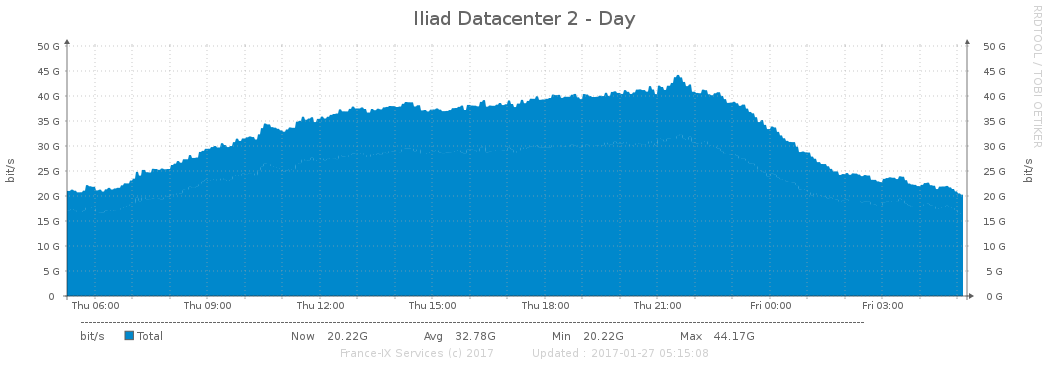 Iliad Datacenter 2 - Day
RRDTOOL / TOBI OETIKER
50 G 50 G
45 G 45 G
40 G 40 G
35 G 35 G
30 G 30 G
25 G 25 G
20 G 20 G
15 G 15 G
10 G 10 G
5 G 5 G
0 0 G
bit/s bit/s
Thu 06:00 Thu 09:00 Thu 12:00 Thu 15:00 Thu 18:00 Thu 21:00 Fri 00:00 Fri 03:00
bit/s Total Now 20.22G Avg 32.78G Min 20.22G Max 44.17G
France-IX Services (c) 2017 Updated : 2017-01-27 05:15:08